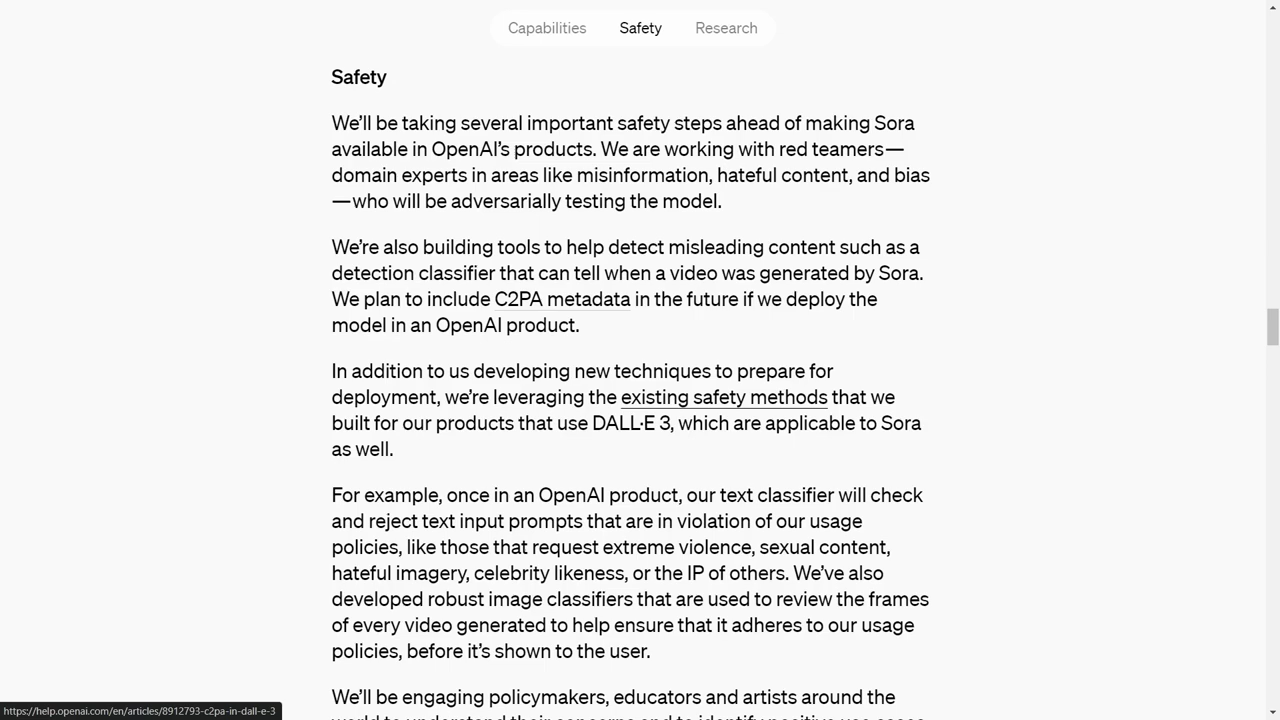 Capabilities Safety Research
Safety
We’ll be taking several important safety steps ahead of making Sora
available in OpenAI’s products. We are working with red teamers—
domain experts in areas like misinformation, hateful content, and bias
—who will be adversarially testing the model.
We’re also building tools to help detect misleading content such as a
detection classifier that can tell when a video was generated by Sora.
We plan to include C2PA metadata in the future if we deploy the
model in an OpenAI product.
In addition to us developing new techniques to prepare for
deployment, we’re leveraging the existing safety methods that we
built for our products that use DALL·E 3, which are applicable to Sora
as well.
For example, once in an OpenAI product, our text classifier will check
and reject text input prompts that are in violation of our usage
policies, like those that request extreme violence, sexual content,
hateful imagery, celebrity likeness, or the IP of others. We’ve also
developed robust image classifiers that are used to review the frames
of every video generated to help ensure that it adheres to our usage
policies, before it’s shown to the user.
We’ll be engaging policymakers, educators and artists around the
world to understand their concerns and to identify positive use cases
https://help.openai.com/en/articles/8912793-c2pa-in-dall-e-3